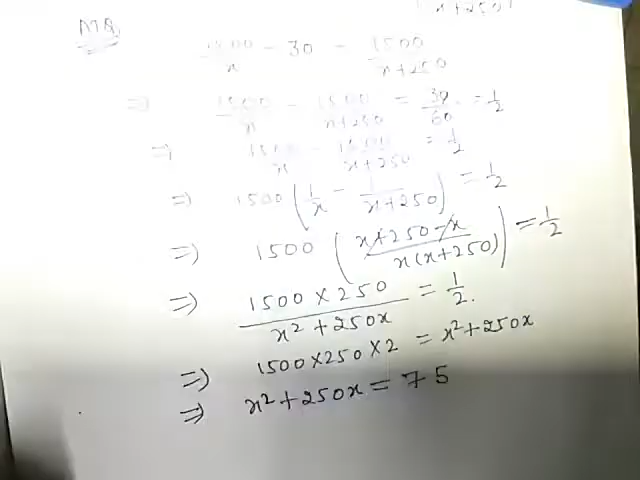 x+250
ATQ,
1500/x - 30 - 1500/x+250
=> 1500/x - 1500/x+250 = 30/60 = 1/2
=> 1500/x - 1500/x+250 = 1/2
=> 1500 (1/x - 1/x+250) = 1/2
=> 1500 (x+250-x/x(x+250)) = 1/2
=> 1500 × 250/x² + 250x = 1/2.
=> 1500×250×2 = x²+250x
=> x²+250x = 75